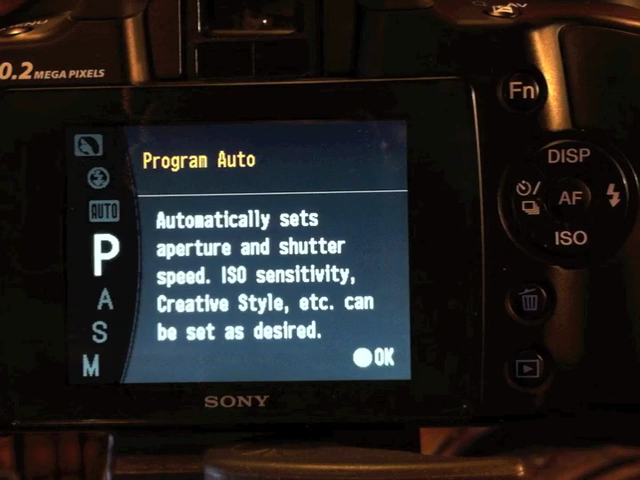 0.2 MEGA PIXELS
Fn
Program Auto
AUTO
P
A
S
M
Automatically sets
aperture and shutter
speed. ISO sensitivity,
Creative Style, etc. can
be set as desired.
OK
DISP
AF
ISO
SONY